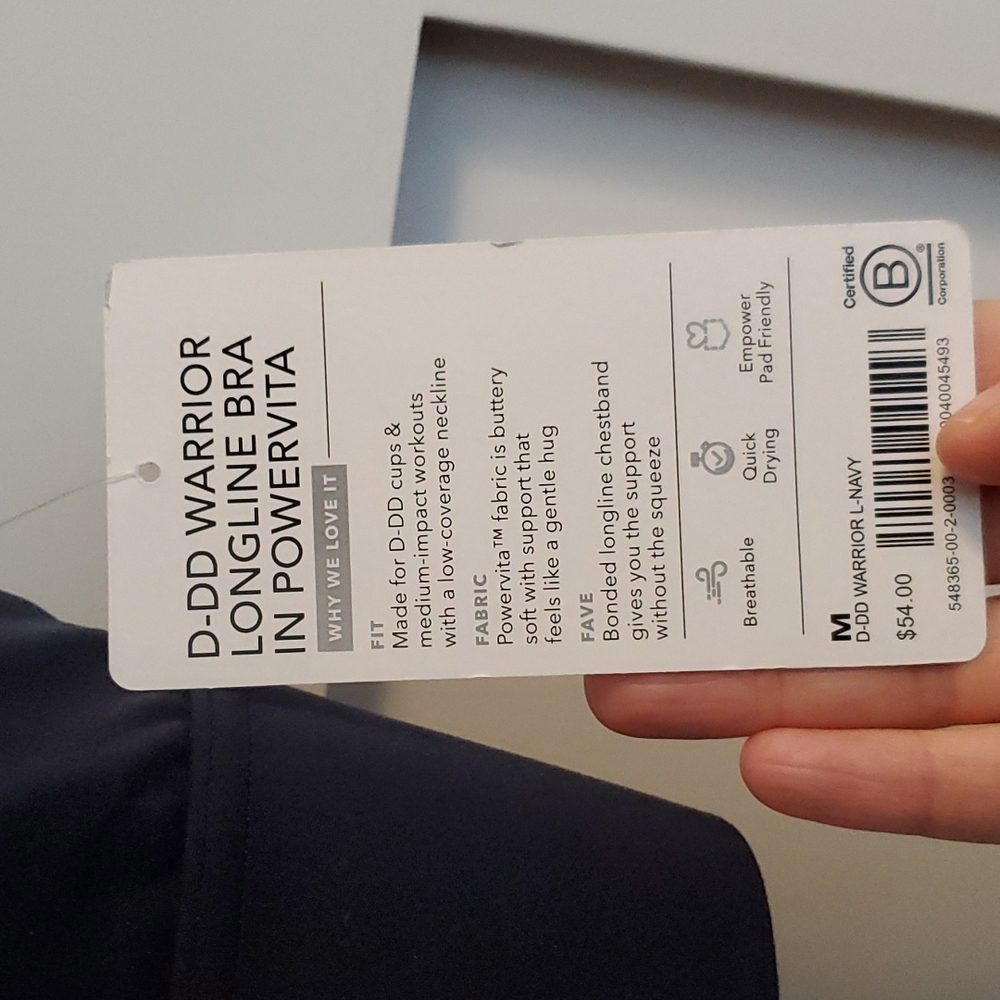 D-DD WARRIOR
LONGLINE BRA
IN POWERVITA
WHY WE LOVE IT
FIT
Made for D-DD cups &
medium-impact workouts
with a low-coverage neckline
FABRIC
Powervita™ fabric is buttery
soft with support that
feels like a gentle hug
FAVE
Bonded longline chestband
gives you the support
without the squeeze
Breathable
Quick
Drying
Empower
Pad Friendly
M
D-DD WARRIOR L-NAVY
$54.00
548365-00-2-0003
0040045493
Certified
B®
Corporation